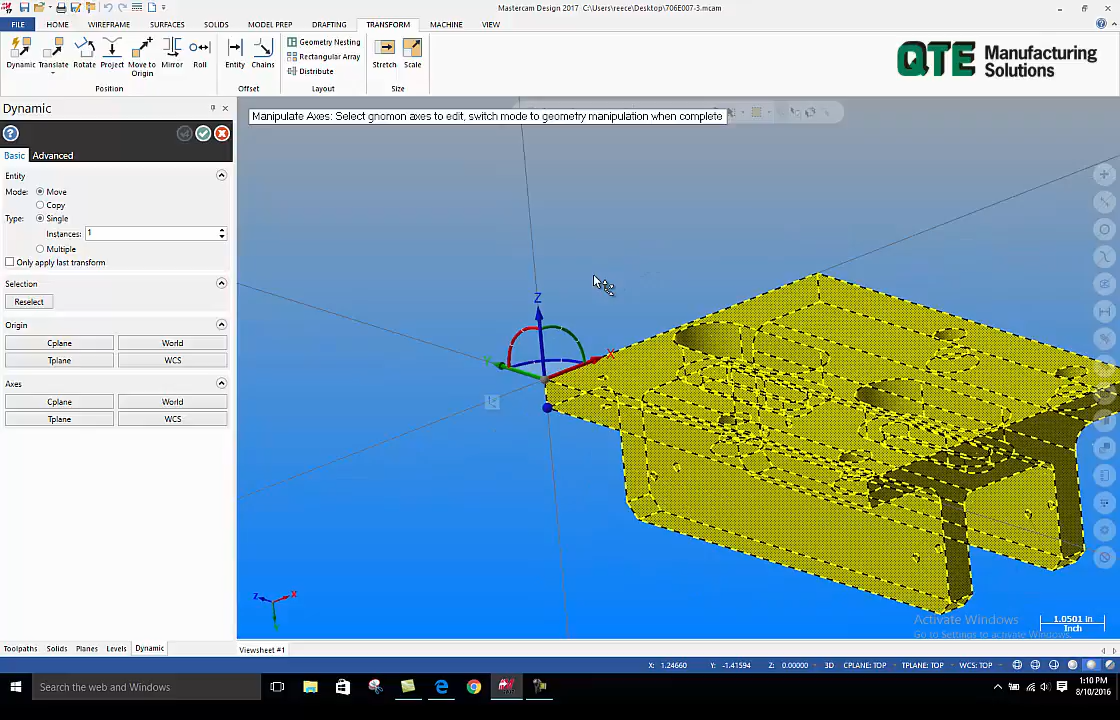 Mastercam Design 2017 C:\Users\reece\Desktop\706E007-3.mcam
FILE HOME WIREFRAME SURFACES SOLIDS MODEL PREP DRAFTING TRANSFORM MACHINE VIEW
Dynamic Translate Rotate Project Move to Origin Mirror Roll
Position
Entity Chains
Offset
Geometry Nesting
Rectangular Array
Distribute
Layout
Stretch Scale
Size
QTE Manufacturing
Solutions
Dynamic
Manipulate Axes: Select gnomon axes to edit, switch mode to geometry manipulation when complete
Basic Advanced
Entity
Mode: Move
Copy
Type: Single
Instances: 1
Multiple
Only apply last transform
Selection
Reselect
Origin
Cplane World
Tplane WCS
Axes
Cplane World
Tplane WCS
Z
Y X
Z X
Activate Windows
Go to Settings to activate Windows.
1.0501 in
Inch
Toolpaths Solids Planes Levels Dynamic
Viewsheet #1
X: 1.24660 Y: -1.41594 Z: 0.00000 3D CPLANE: TOP TPLANE: TOP WCS: TOP
Search the web and Windows
1:10 PM
8/10/2016